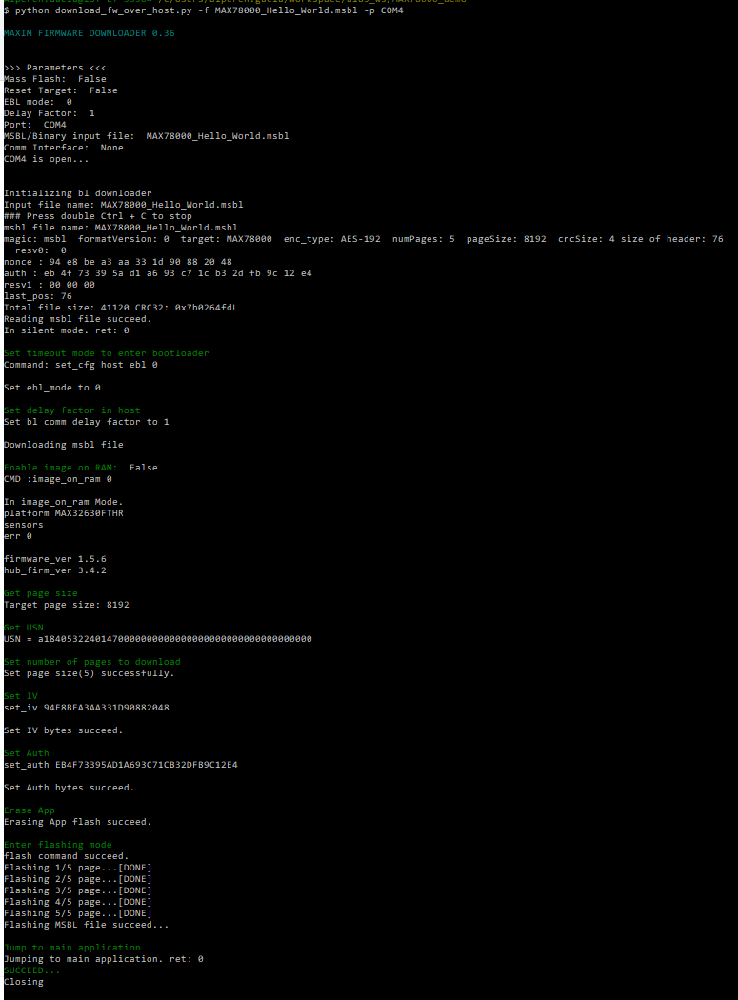 $ python download_fw_over_host.py -f MAX78000_Hello_World.msbl -p COM4
MAXIM FIRMWARE DOWNLOADER 0.36
>>> Parameters <<<
Mass Flash:  False
Reset Target:  False
EBL mode:  0
Delay Factor:  1
Port:  COM4
MSBL/Binary input file:  MAX78000_Hello_World.msbl
Comm Interface:  None
COM4 is open...
Initializing bl downloader
Input file name: MAX78000_Hello_World.msbl
### Press double Ctrl + C to stop
msbl file name: MAX78000_Hello_World.msbl
magic: msbl  formatVersion: 0  target: MAX78000  enc_type: AES-192  numPages: 5  pageSize: 8192  crcSize: 4 size of header: 76
resv0:  0
nonce : 94 e8 be a3 aa 33 1d 90 88 20 48
auth : eb 4f 73 39 5a d1 a6 93 c7 1c b3 2d fb 9c 12 e4
resv1 : 00 00 00
last_pos: 76
Total file size: 41120 CRC32: 0x7b0264fdL
Reading msbl file succeed.
In silent mode. ret: 0
Set timeout mode to enter bootloader
Command: set_cfg host ebl 0
Set ebl_mode to 0
Set delay factor in host
Set bl comm delay factor to 1
Downloading msbl file
Enable image on RAM:  False
CMD :image_on_ram 0
In image_on_ram Mode.
platform MAX32630FTHR
sensors
err 0
firmware_ver 1.5.6
hub_firm_ver 3.4.2
Get page size
Target page size: 8192
Get USN
USN = a18405322401470000000000000000000000000000000000
Set number of pages to download
Set page size(5) successfully.
Set IV
set_iv 94E8BEA3AA331D90882048
Set IV bytes succeed.
Set Auth
set_auth EB4F73395AD1A693C71CB32DFB9C12E4
Set Auth bytes succeed.
Erase App
Erasing App flash succeed.
Enter flashing mode
flash command succeed.
Flashing 1/5 page...[DONE]
Flashing 2/5 page...[DONE]
Flashing 3/5 page...[DONE]
Flashing 4/5 page...[DONE]
Flashing 5/5 page...[DONE]
Flashing MSBL file succeed...
Jump to main application
Jumping to main application. ret: 0
SUCCEED...
Closing